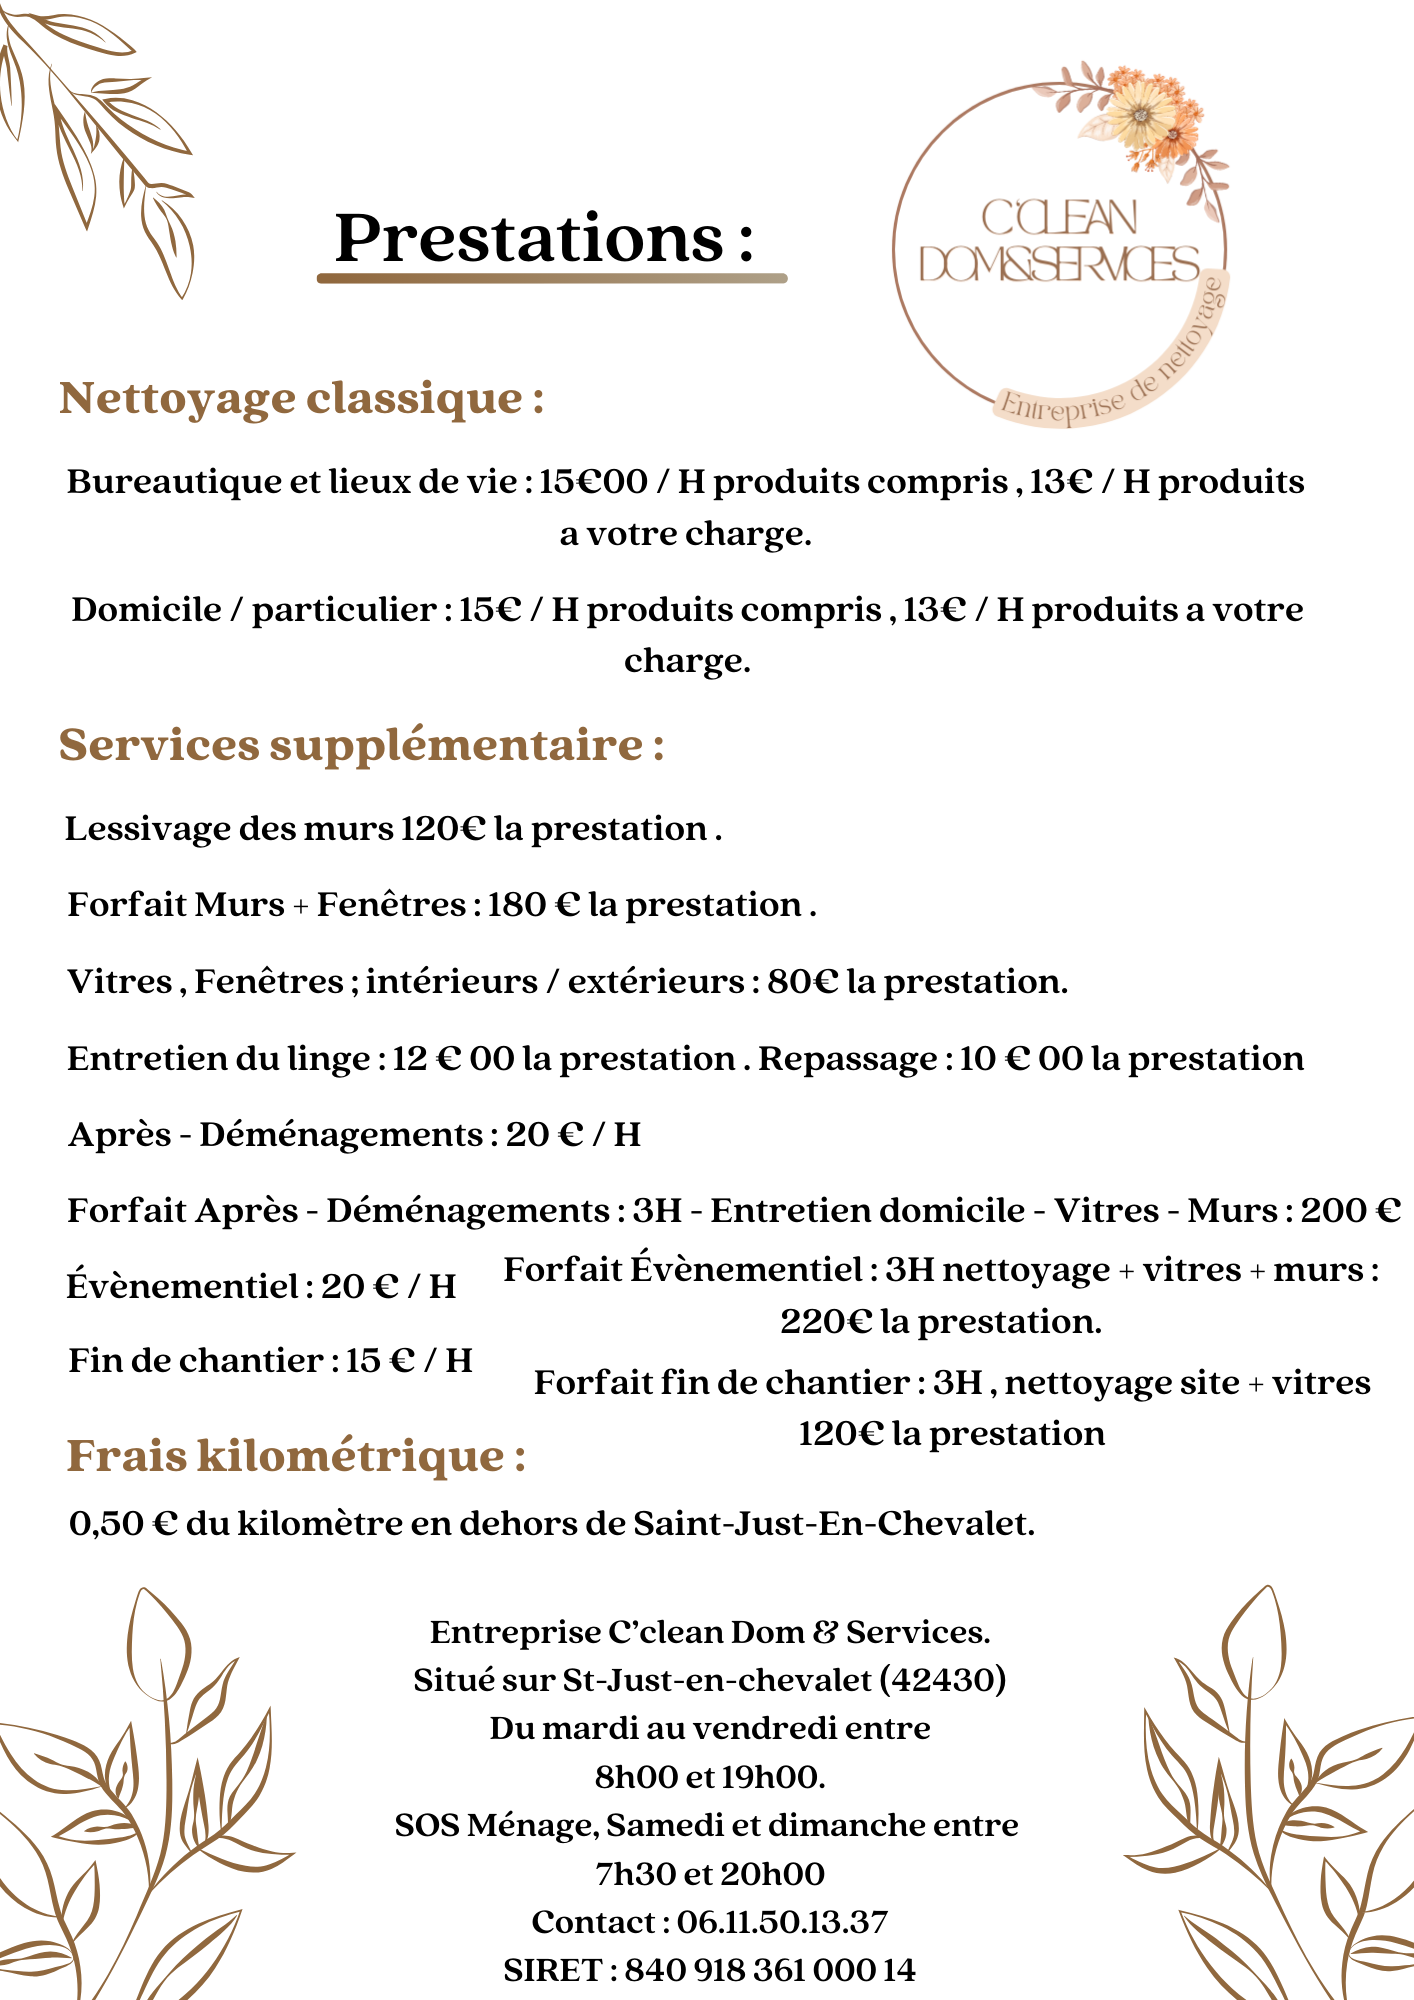 Prestations :
C'CLEAN
DOM&SERVICES
Entreprise de nettoyage
Nettoyage classique :
Bureautique et lieux de vie : 15€00 / H produits compris , 13€ / H produits
a votre charge.
Domicile / particulier : 15€ / H produits compris , 13€ / H produits a votre
charge.
Services supplémentaire :
Lessivage des murs 120€ la prestation .
Forfait Murs + Fenêtres : 180 € la prestation .
Vitres , Fenêtres ; intérieurs / extérieurs : 80€ la prestation.
Entretien du linge : 12 € 00 la prestation . Repassage : 10 € 00 la prestation
Après - Déménagements : 20 € / H
Forfait Après - Déménagements : 3H - Entretien domicile - Vitres - Murs : 200 €
Évènementiel : 20 € / H
Forfait Évènementiel : 3H nettoyage + vitres + murs :
220€ la prestation.
Fin de chantier : 15 € / H
Forfait fin de chantier : 3H , nettoyage site + vitres
120€ la prestation
Frais kilométrique :
0,50 € du kilomètre en dehors de Saint-Just-En-Chevalet.
Entreprise C’clean Dom & Services.
Situé sur St-Just-en-chevalet (42430)
Du mardi au vendredi entre
8h00 et 19h00.
SOS Ménage, Samedi et dimanche entre
7h30 et 20h00
Contact : 06.11.50.13.37
SIRET : 840 918 361 000 14